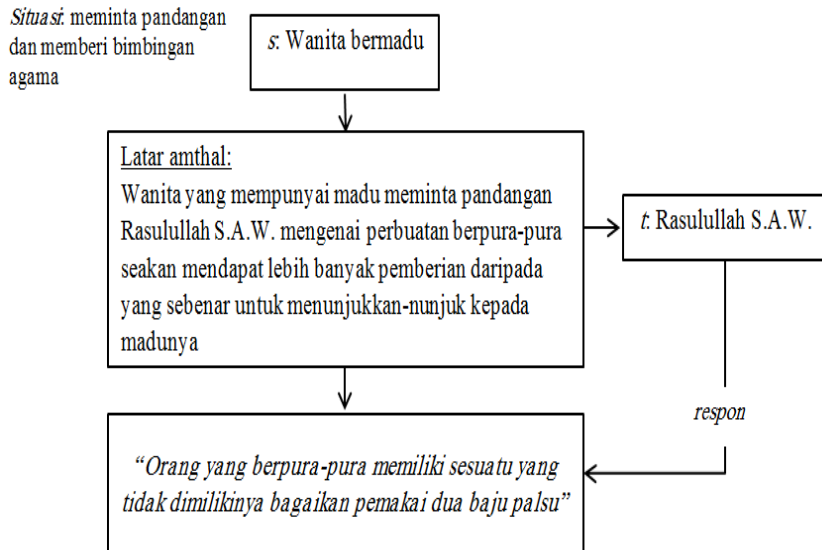 Situasi: meminta pandangan
dan memberi bimbingan
agama
s: Wanita bermadu
Latar amthal:
Wanita yang mempunyai madu meminta pandangan
Rasulullah S.A.W. mengenai perbuatan berpura-pura
seakan mendapat lebih banyak pemberian daripada
yang sebenar untuk menunjukkan-nunjuk kepada
madunya
t: Rasulullah S.A.W.
respon
“Orang yang berpura-pura memiliki sesuatu yang
tidak dimilikinya bagaikan pemakai dua baju palsu”